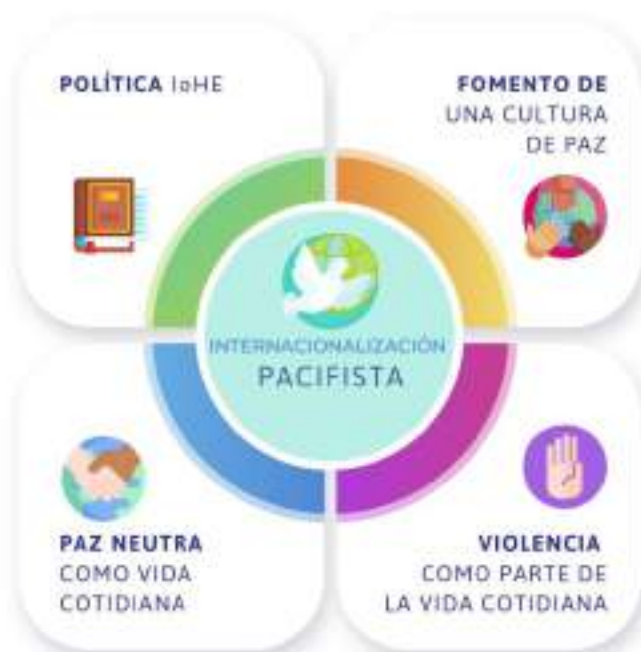 POLÍTICA IoHE
FOMENTO DE
UNA CULTURA
DE PAZ
INTERNACIONALIZACIÓN
PACIFISTA
PAZ NEUTRA
COMO VIDA
COTIDIANA
VIOLENCIA
COMO PARTE DE
LA VIDA COTIDIANA